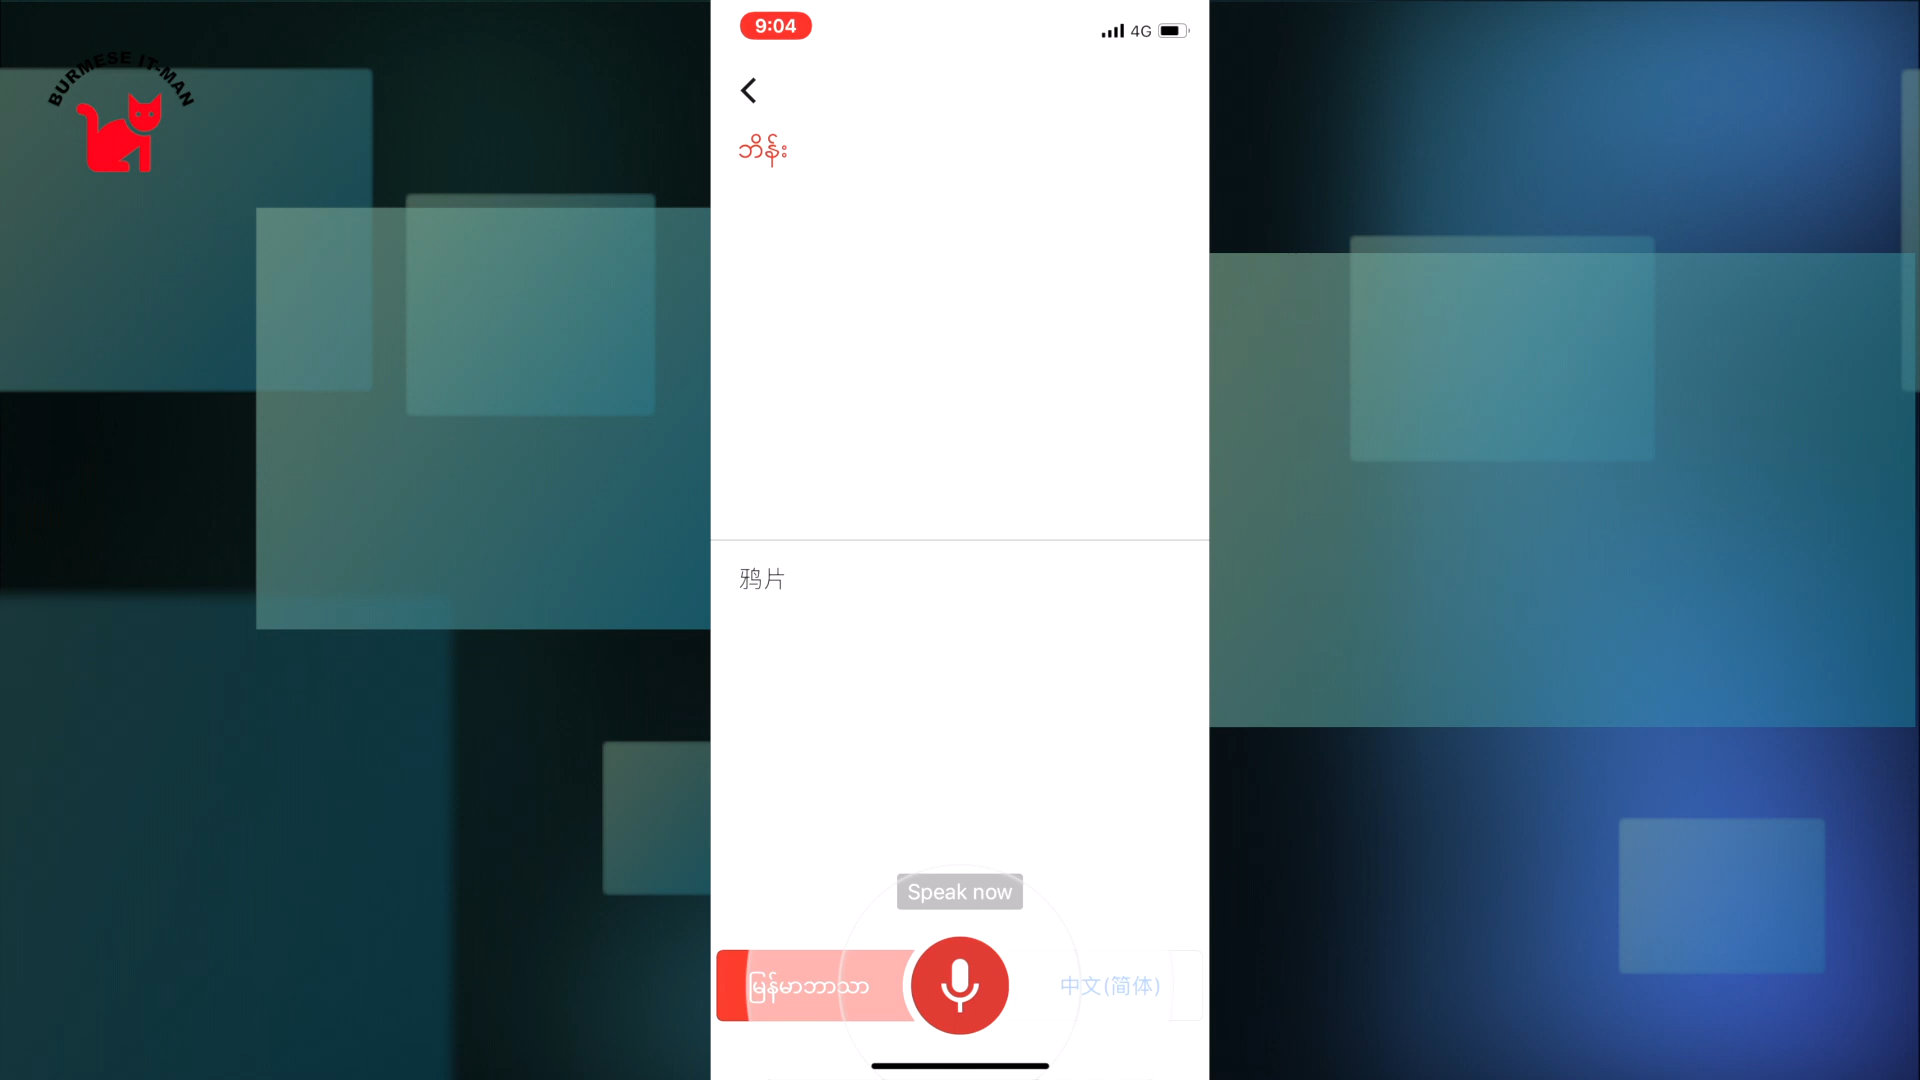 BURMESE IT-MAN
9:04
4G
ဘိန်း
鸦片
Speak now
မြန်မာဘာသာ
中文(简体)